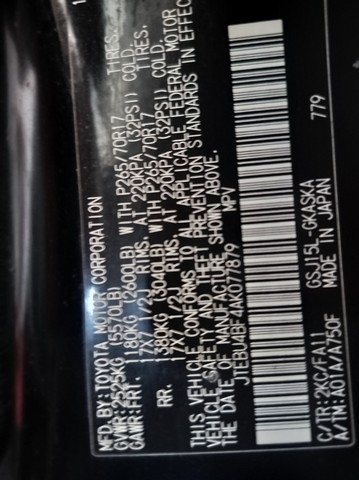 MFD. BY: TOYOTA MOTOR CORPORATION
GVWR: 2525KG (5570LB)
GAWR: FRT. 1180KG (2600LB) WITH P265/70R17 TIRES,
17X7 1/2J RIMS, AT 220KPA (32PSI) COLD.
RR. 1380KG (3040LB) WITH P265/70R17 TIRES,
17X7 1/2J RIMS, AT 220KPA (32PSI) COLD.
THIS VEHICLE CONFORMS TO ALL APPLICABLE FEDERAL MOTOR
VEHICLE SAFETY AND THEFT PREVENTION STANDARDS IN EFFEC
THE DATE OF MANUFACTURE SHOWN ABOVE.
JTEBU4BF4AK077879 MPV
C/TR: 2KC/FA11 GSJ15L-GKASKA
A/TM: A01A/A750F MADE IN JAPAN 779